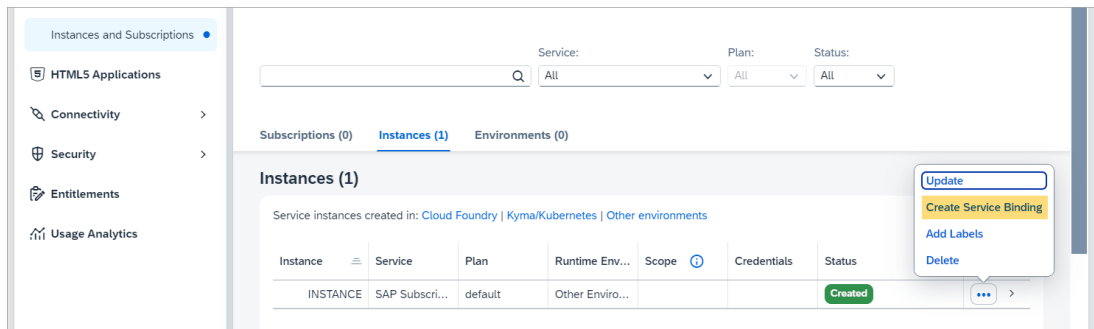 Instances and Subscriptions
HTML5 Applications
Connectivity
Security
Entitlements
Usage Analytics
Service: Plan: Status:
All All All
Subscriptions (0) Instances (1) Environments (0)
Instances (1)
Service instances created in: Cloud Foundry | Kyma/Kubernetes | Other environments
Update
Create Service Binding
Add Labels
Delete
Instance Service Plan Runtime Env... Scope Credentials Status
INSTANCE SAP Subscri... default Other Enviro... Created